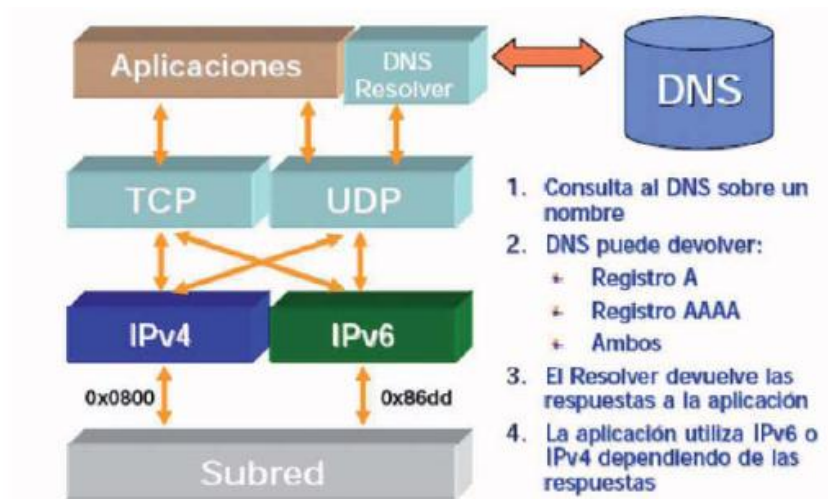 Aplicaciones
DNS
Resolver
DNS
TCP
UDP
IPv4
IPv6
0x0800
0x86dd
Subred
1. Consulta al DNS sobre un
nombre
2. DNS puede devolver:
Registro A
Registro AAAA
Ambos
3. El Resolver devuelve las
respuestas a la aplicación
4. La aplicación utiliza IPv6 o
IPv4 dependiendo de las
respuestas